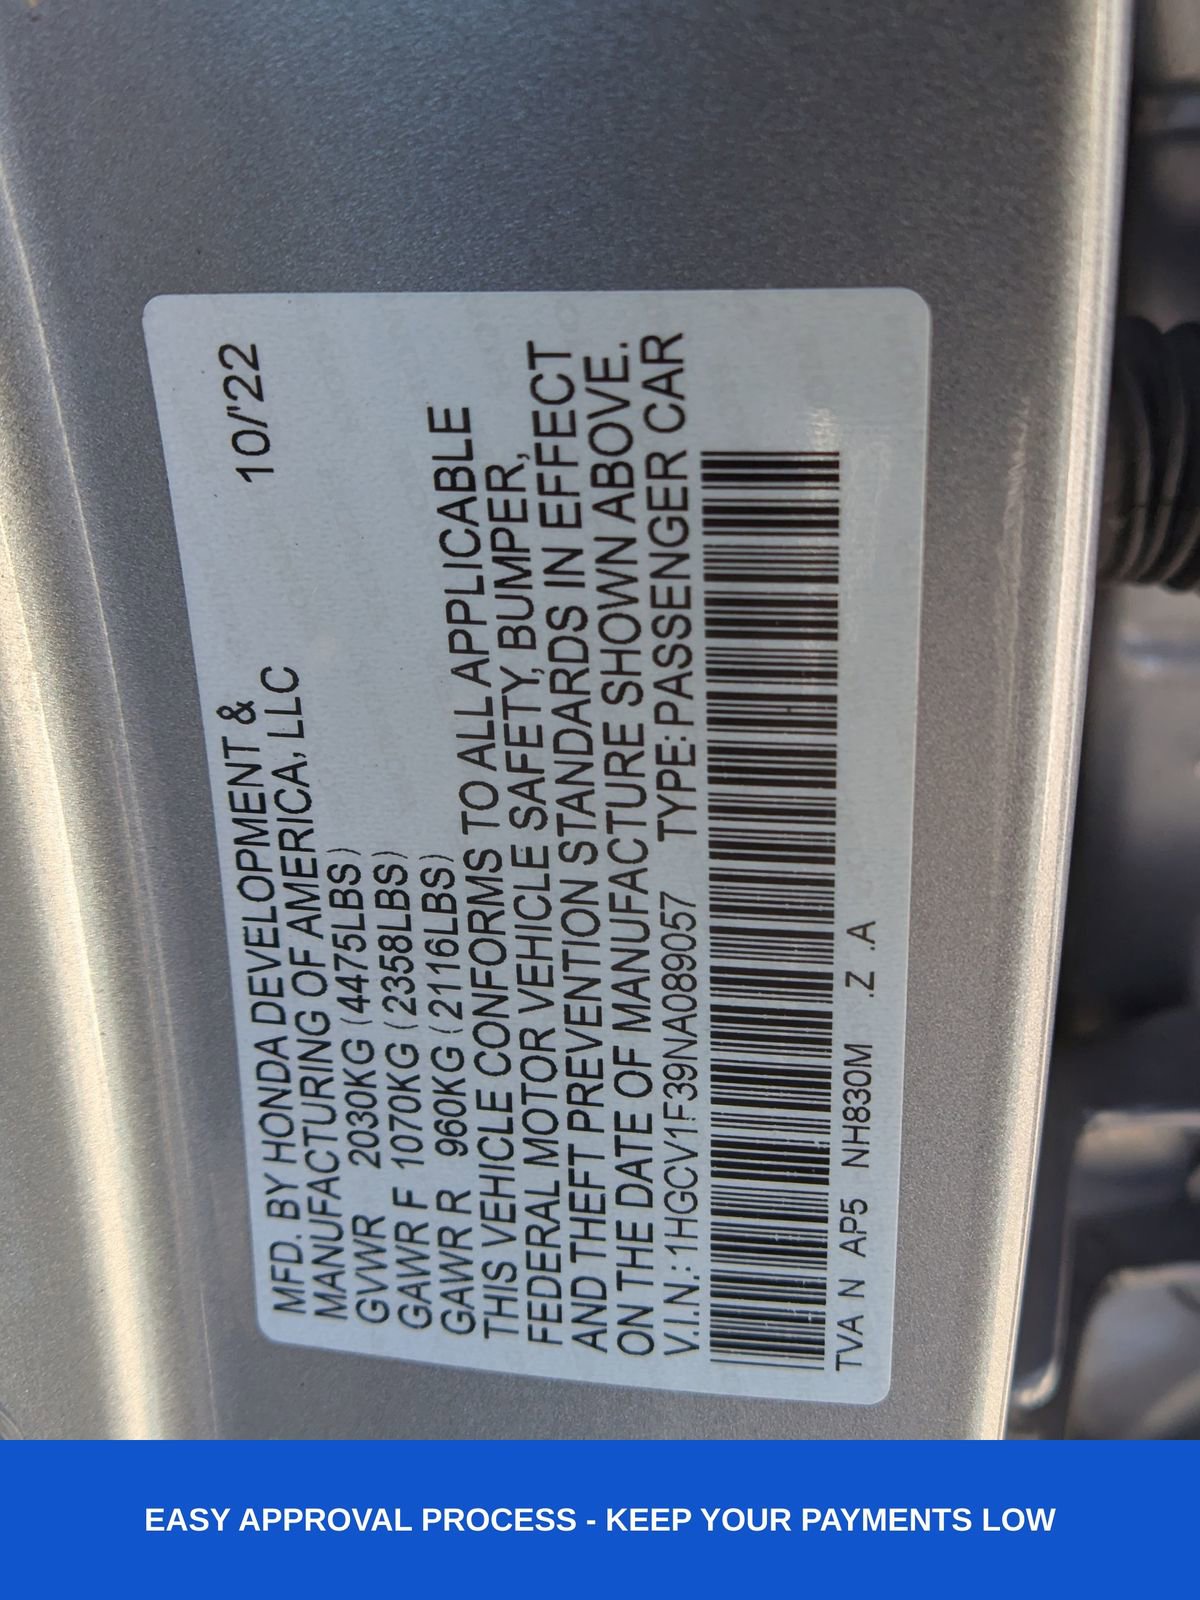 MFD. BY HONDA DEVELOPMENT & 10/'22
MANUFACTURING OF AMERICA, LLC
GVWR 2030KG (4475LBS)
GAWR F 1070KG (2358LBS)
GAWR R 960KG (2116LBS)
THIS VEHICLE CONFORMS TO ALL APPLICABLE
FEDERAL MOTOR VEHICLE SAFETY, BUMPER,
AND THEFT PREVENTION STANDARDS IN EFFECT
ON THE DATE OF MANUFACTURE SHOWN ABOVE.
V.I.N.: 1HGCV1F39NA089057 TYPE: PASSENGER CAR
TVA N AP5 NH830M .Z .A
EASY APPROVAL PROCESS - KEEP YOUR PAYMENTS LOW